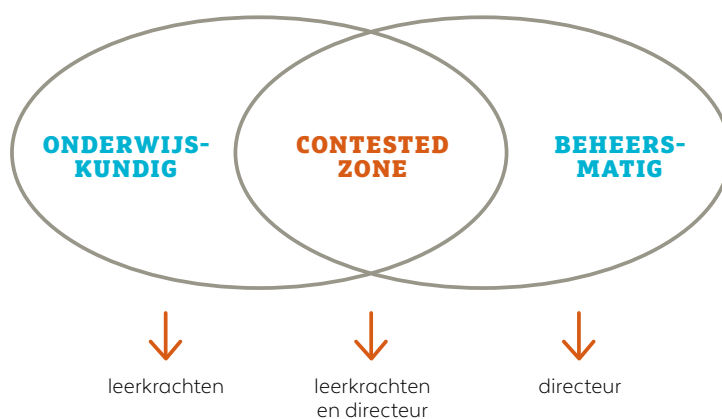 ONDERWIJS-
KUNDIG
CONTESTED
ZONE
BEHEERS-
MATIG
leerkrachten
leerkrachten
en directeur
directeur